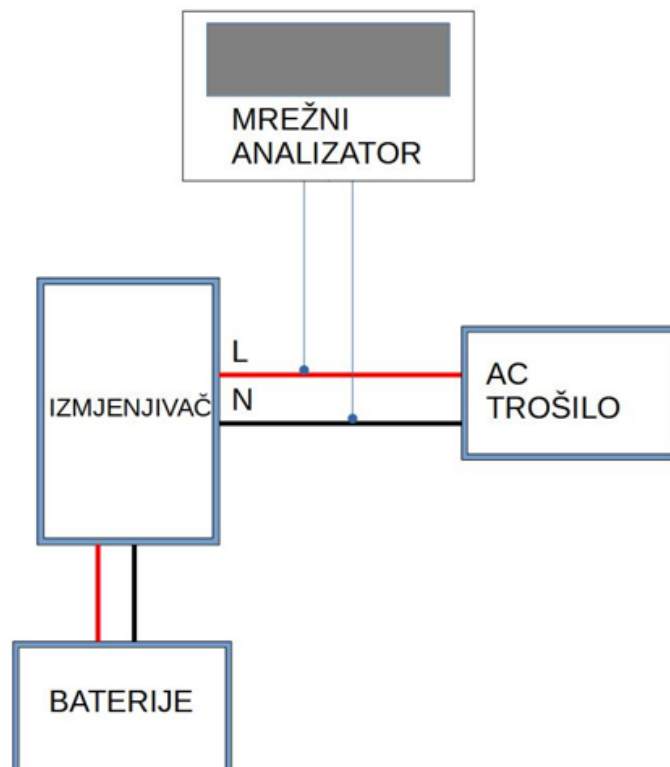 MREŽNI
ANALIZATOR
L
IZMJENJIVAČ
N
AC
TROŠILO
BATERIJE